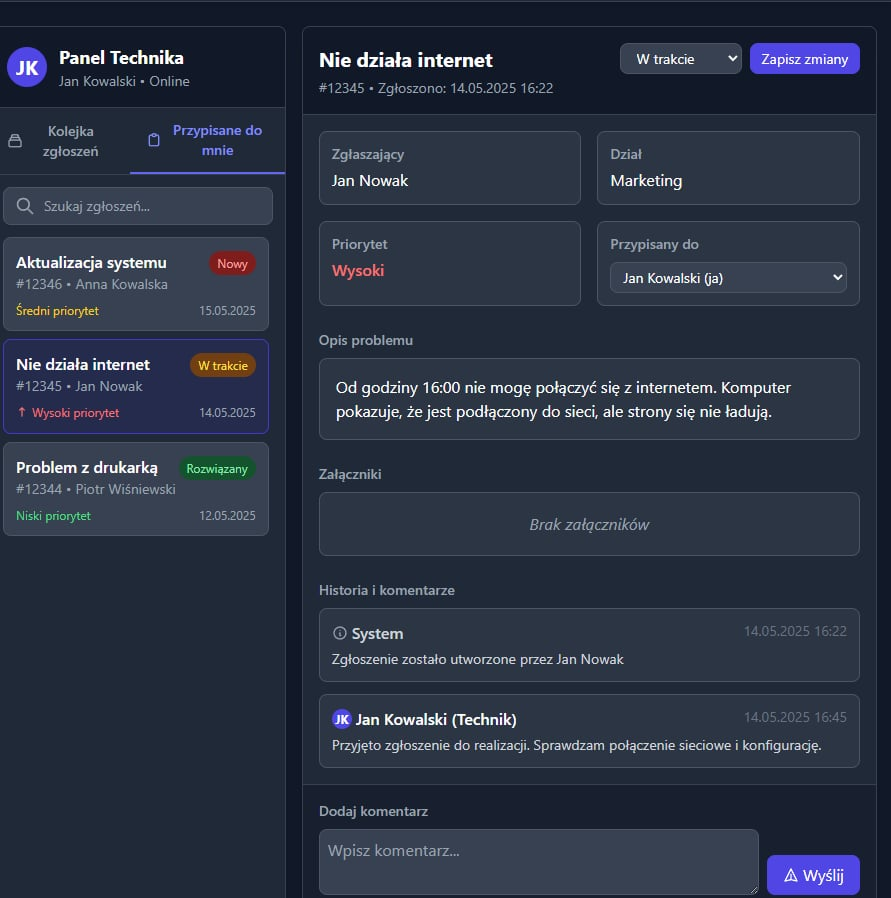 JK
Panel Technika
Jan Kowalski • Online
Kolejka
zgłoszeń
Przypisane do
mnie
Szukaj zgłoszeń...
Aktualizacja systemu
Nowy
#12346 • Anna Kowalska
Średni priorytet
15.05.2025
Nie działa internet
W trakcie
#12345 • Jan Nowak
↑ Wysoki priorytet
14.05.2025
Problem z drukarką
Rozwiązany
#12344 • Piotr Wiśniewski
Niski priorytet
12.05.2025
Nie działa internet
#12345 • Zgłoszono: 14.05.2025 16:22
W trakcie
Zapisz zmiany
Zgłaszający
Jan Nowak
Dział
Marketing
Priorytet
Wysoki
Przypisany do
Jan Kowalski (ja)
Opis problemu
Od godziny 16:00 nie mogę połączyć się z internetem. Komputer
pokazuje, że jest podłączony do sieci, ale strony się nie ładują.
Załączniki
Brak załączników
Historia i komentarze
System
14.05.2025 16:22
Zgłoszenie zostało utworzone przez Jan Nowak
JK Jan Kowalski (Technik)
14.05.2025 16:45
Przyjęto zgłoszenie do realizacji. Sprawdzam połączenie sieciowe i konfigurację.
Dodaj komentarz
Wpisz komentarz...
Wyślij